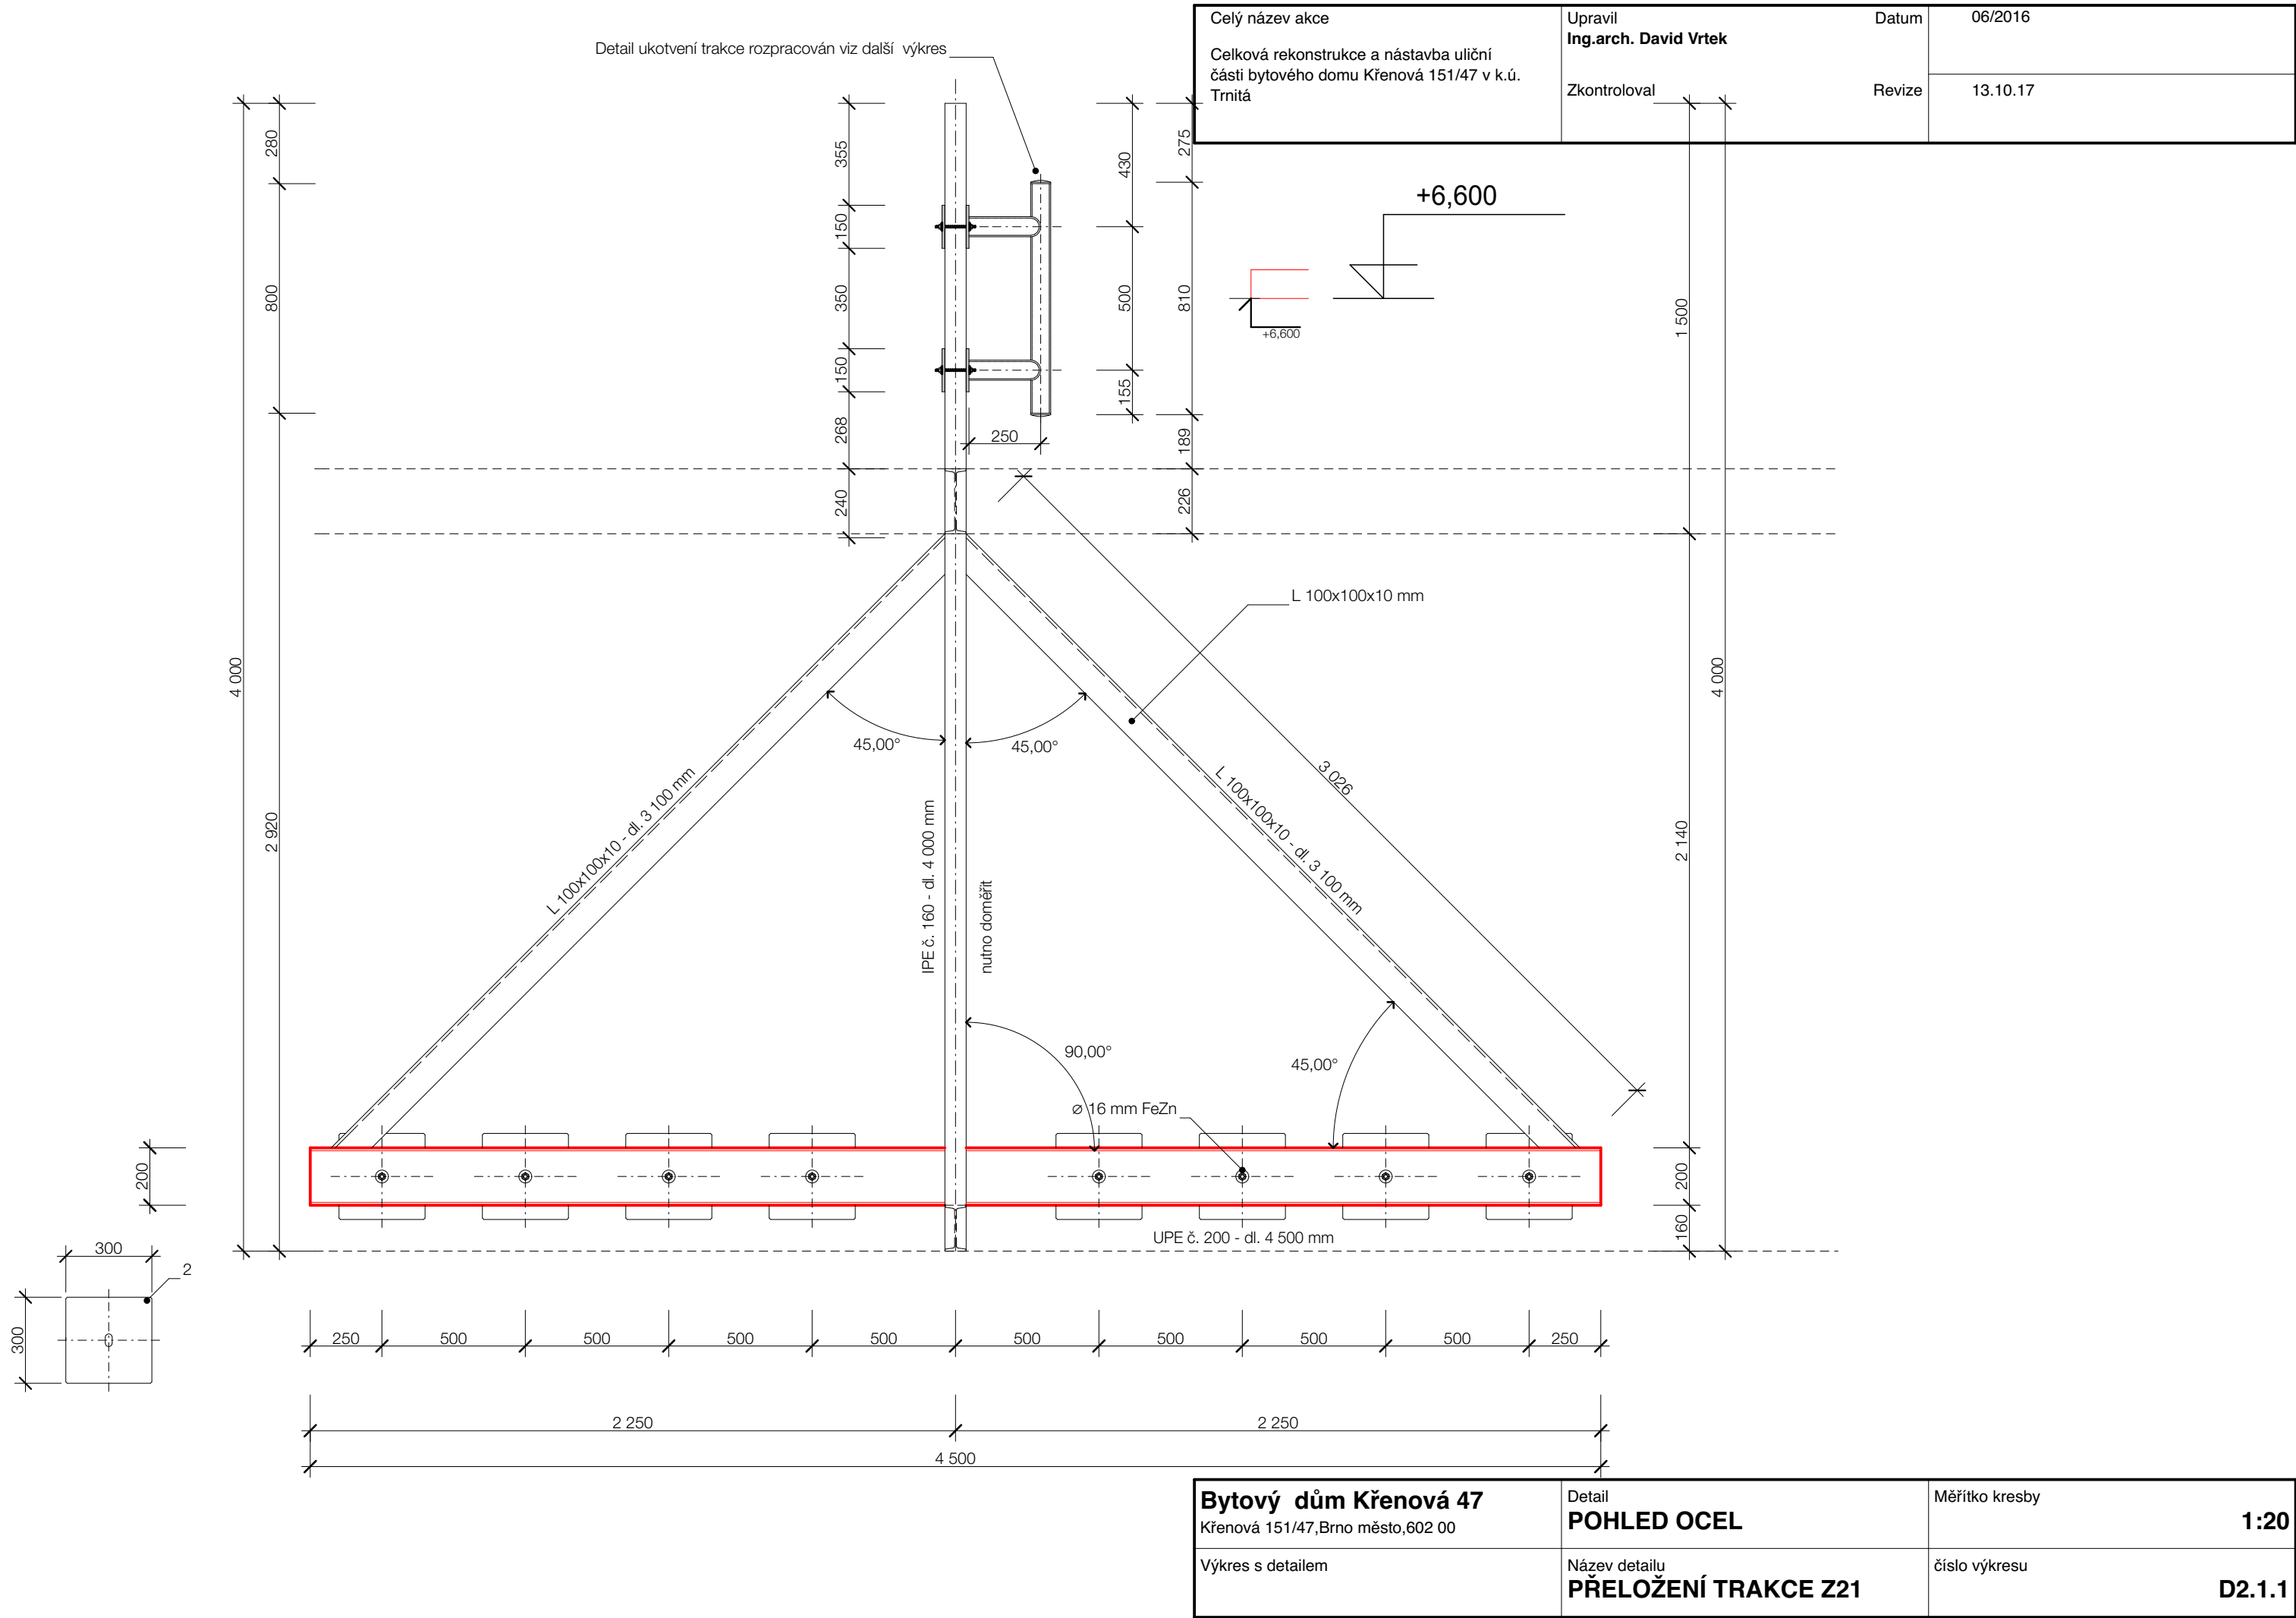 Celý název akce
Celková rekonstrukce a nástavba uliční
části bytového domu Křenová 151/47 v k.ú.
Trnitá
Upravil
Ing.arch. David Vrtek
Zkontroloval
Datum
06/2016
Revize
13.10.17
Detail ukotvení trakce rozpracován viz další výkres
+6,600
+6,600
4 000
280
800
2 920
355
150
350
150
268
240
430
500
155
275
810
189
226
250
1 500
2 140
200
160
4 000
L 100x100x10 mm
45,00°
45,00°
3 026
L 100x100x10 - dl. 3 100 mm
L 100x100x10 - dl. 3 100 mm
IPE č. 160 - dl. 4 000 mm
nutno doměřit
90,00°
45,00°
⌀ 16 mm FeZn
200
UPE č. 200 - dl. 4 500 mm
300
2
300
250
500
500
500
500
500
500
500
500
250
2 250
2 250
4 500
Bytový dům Křenová 47
Křenová 151/47,Brno město,602 00
Detail
POHLED OCEL
Měřítko kresby
1:20
Výkres s detailem
Název detailu
PŘELOŽENÍ TRAKCE Z21
číslo výkresu
D2.1.1